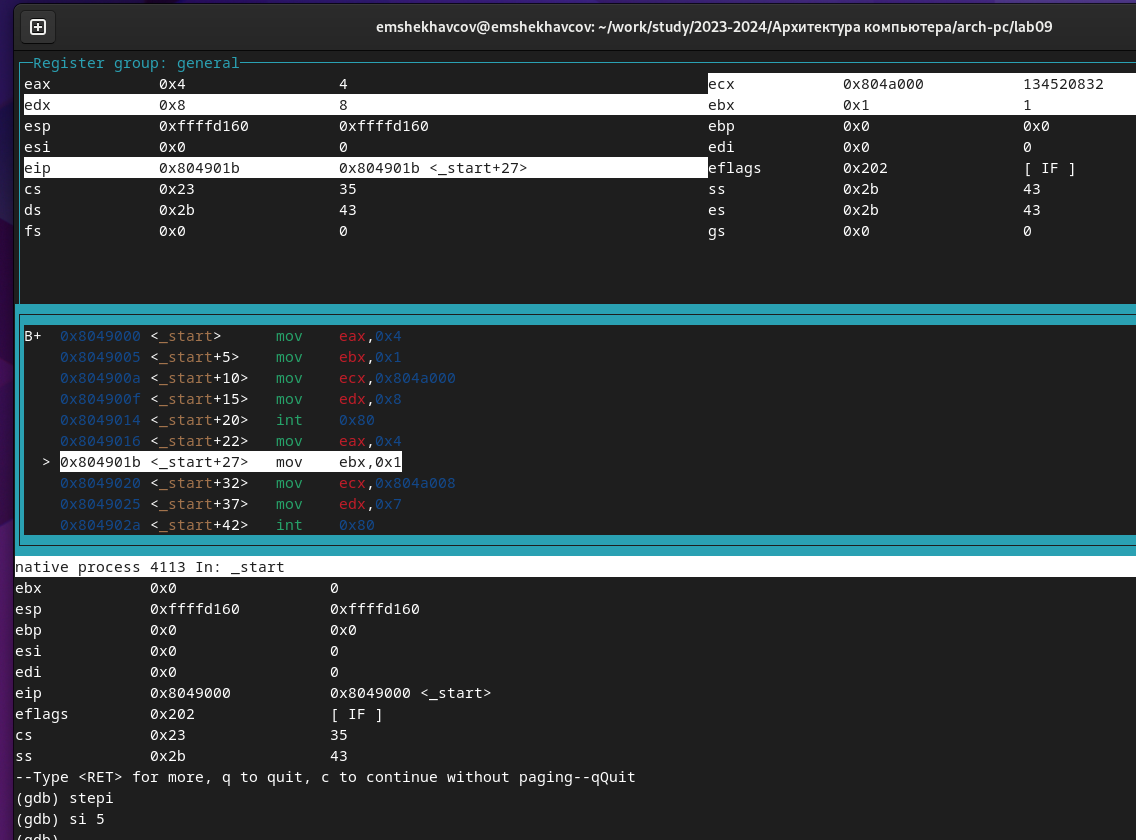 emshekhavcov@emshekhavcov: ~/work/study/2023-2024/Архитектура компьютера/arch-pc/lab09
Register group: general
eax 0x4 4 ecx 0x804a000 134520832
edx 0x8 8 ebx 0x1 1
esp 0xffffd160 0xffffd160 ebp 0x0 0x0
esi 0x0 0 edi 0x0 0
eip 0x804901b 0x804901b <_start+27> eflags 0x202 [ IF ]
cs 0x23 35 ss 0x2b 43
ds 0x2b 43 es 0x2b 43
fs 0x0 0 gs 0x0 0
B+ 0x8049000 <_start> mov eax,0x4
0x8049005 <_start+5> mov ebx,0x1
0x804900a <_start+10> mov ecx,0x804a000
0x804900f <_start+15> mov edx,0x8
0x8049014 <_start+20> int 0x80
0x8049016 <_start+22> mov eax,0x4
> 0x804901b <_start+27> mov ebx,0x1
0x8049020 <_start+32> mov ecx,0x804a008
0x8049025 <_start+37> mov edx,0x7
0x804902a <_start+42> int 0x80
native process 4113 In: _start
ebx 0x0 0
esp 0xffffd160 0xffffd160
ebp 0x0 0x0
esi 0x0 0
edi 0x0 0
eip 0x8049000 0x8049000 <_start>
eflags 0x202 [ IF ]
cs 0x23 35
ss 0x2b 43
--Type <RET> for more, q to quit, c to continue without paging--qQuit
(gdb) stepi
(gdb) si 5
(gdb)